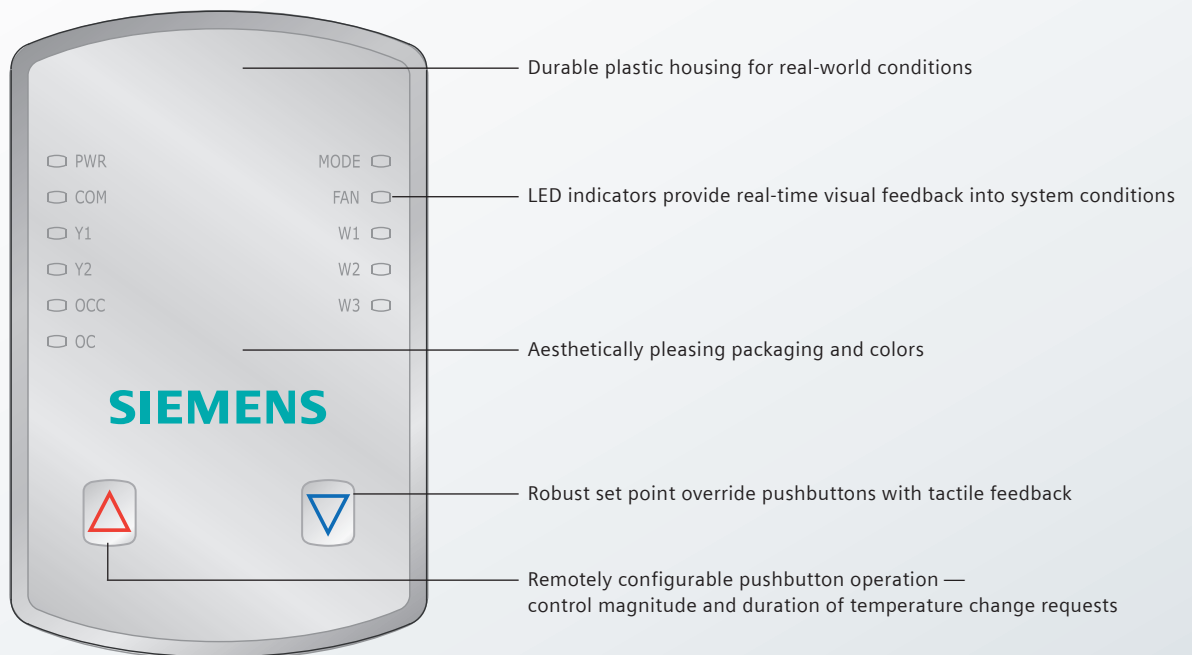 Durable plastic housing for real-world conditions
PWR
MODE
COM
FAN
LED indicators provide real-time visual feedback into system conditions
Y1
W1
Y2
W2
OCC
W3
OC
Aesthetically pleasing packaging and colors
SIEMENS
Robust set point override pushbuttons with tactile feedback
Remotely configurable pushbutton operation —
control magnitude and duration of temperature change requests